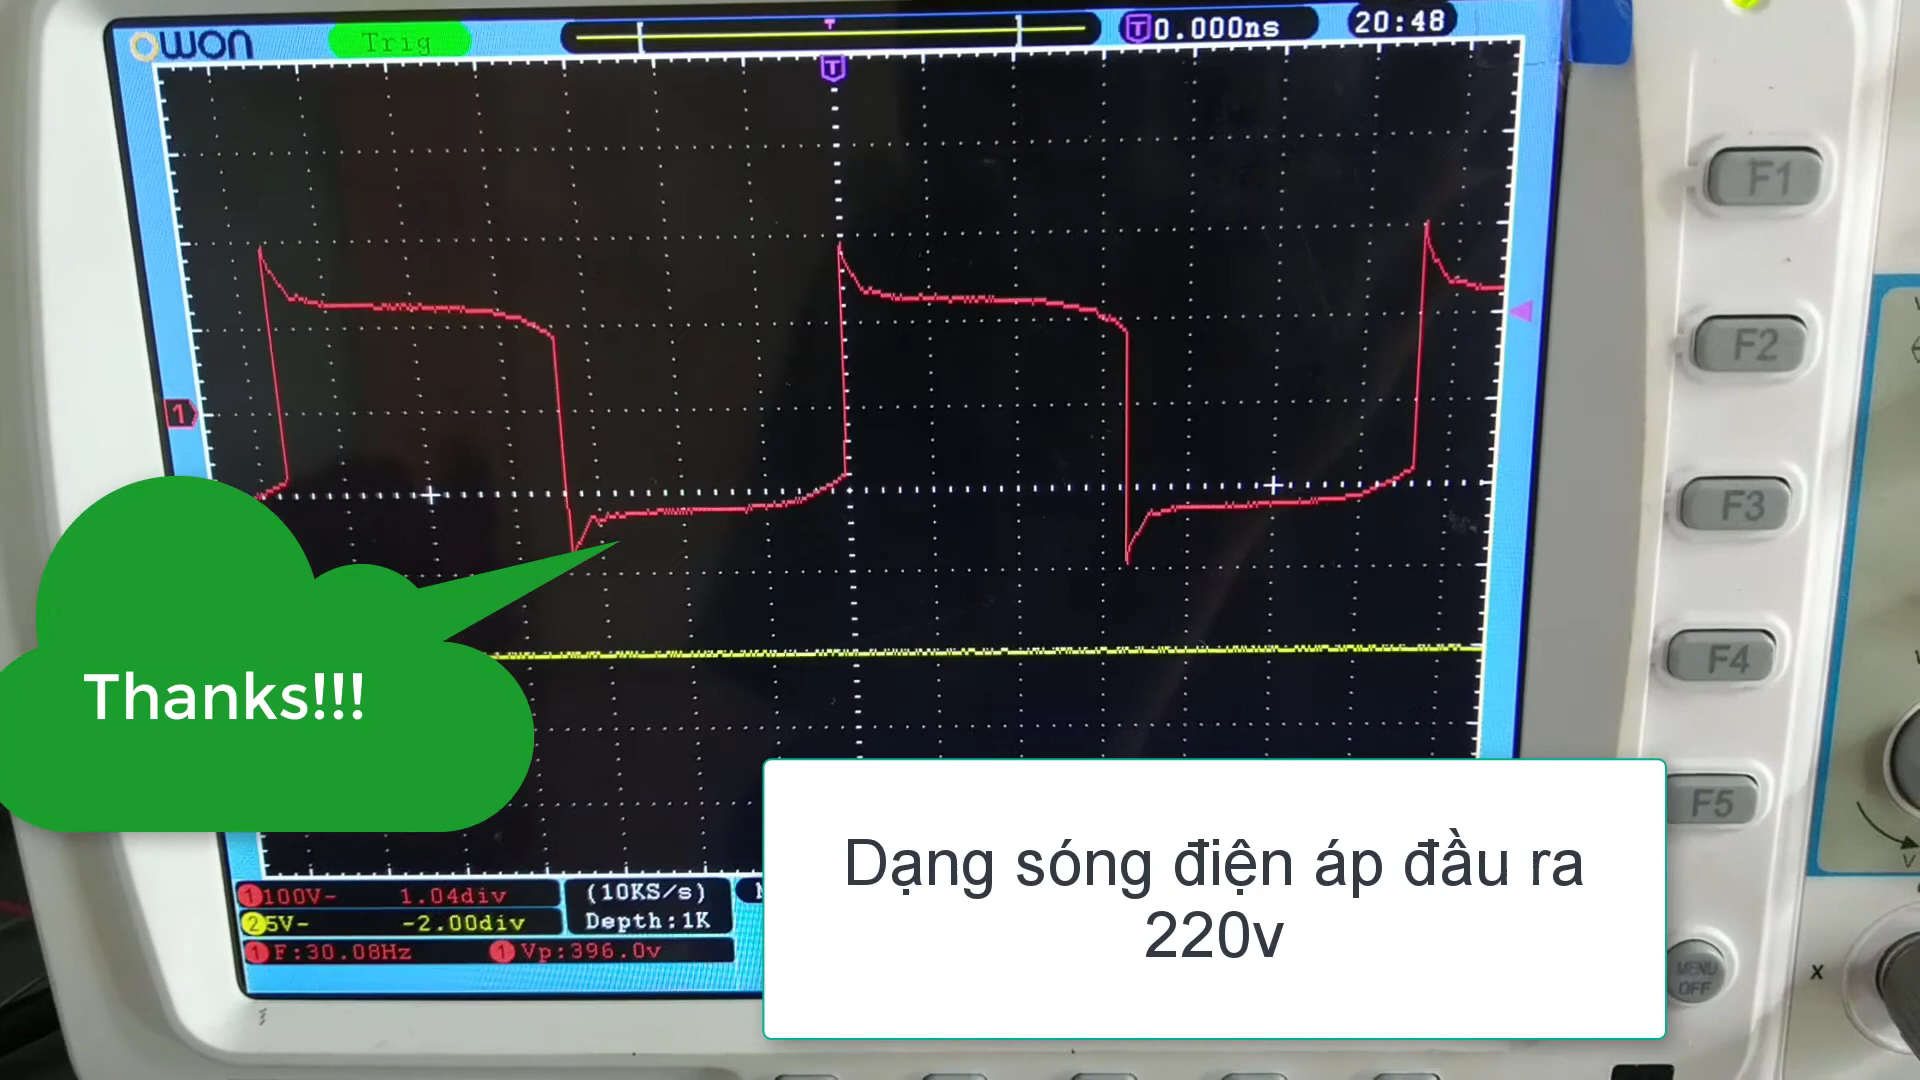 OWON Trig T T 0.000ns 20:48
T
F1
F2
1
F3
F4
Thanks!!!
F5
Dạng sóng điện áp đầu ra
220v
1 100V~ 1.04div (10KS/s)
2 5V~ -2.00div Depth:1K
1 F:30.08Hz 1 Vp:396.0v
MENU
OFF
X